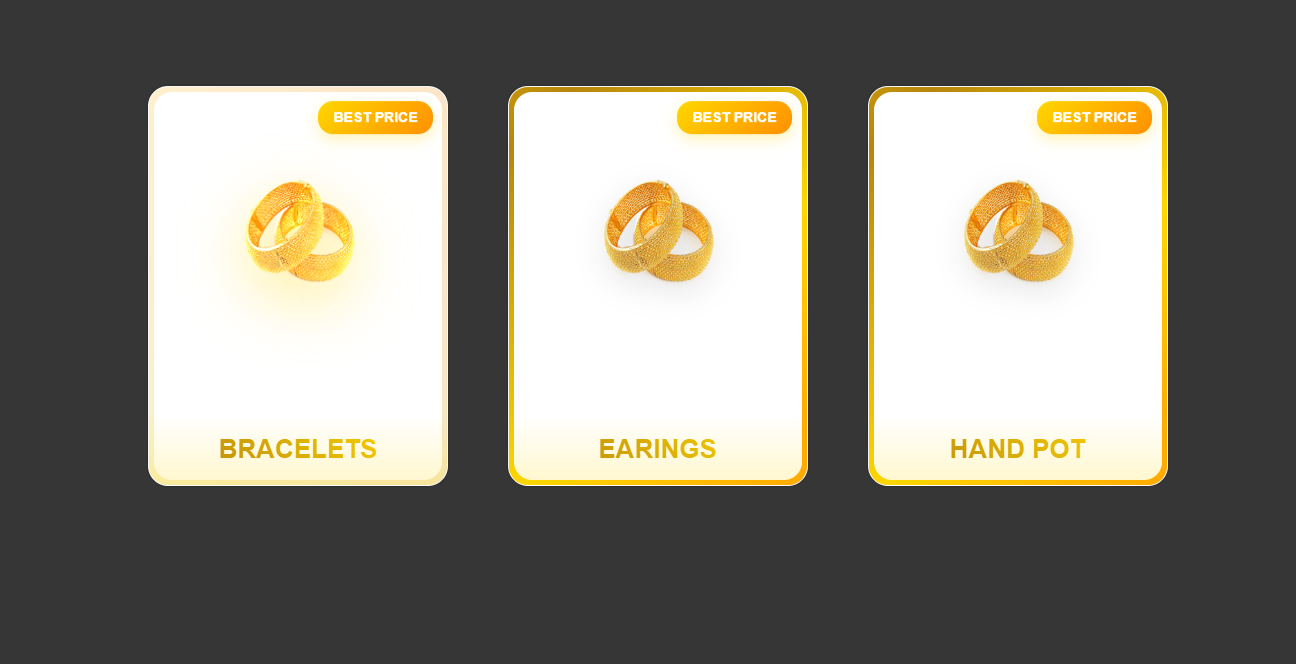 BEST PRICE
BRACELETS
BEST PRICE
EARINGS
BEST PRICE
HAND POT